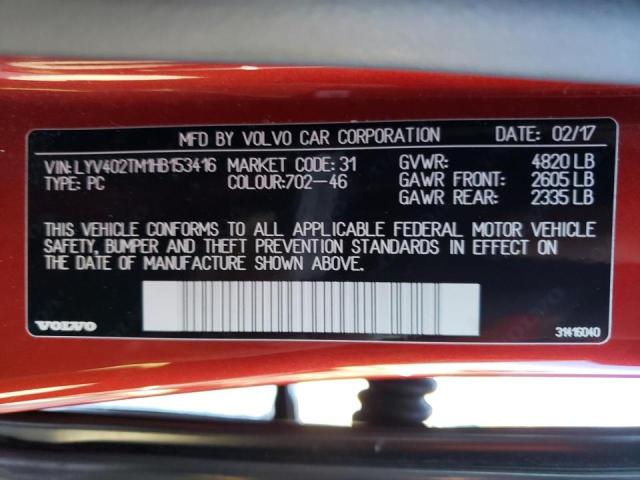 MFD BY VOLVO CAR CORPORATION DATE: 02/17
VIN: LYV402TM1HB153416 MARKET CODE: 31 GVWR: 4820 LB
TYPE: PC COLOUR:702-46 GAWR FRONT: 2605 LB
GAWR REAR: 2335 LB
THIS VEHICLE CONFORMS TO ALL APPLICABLE FEDERAL MOTOR VEHICLE
SAFETY, BUMPER AND THEFT PREVENTION STANDARDS IN EFFECT ON
THE DATE OF MANUFACTURE SHOWN ABOVE.
VOLVO 31416040